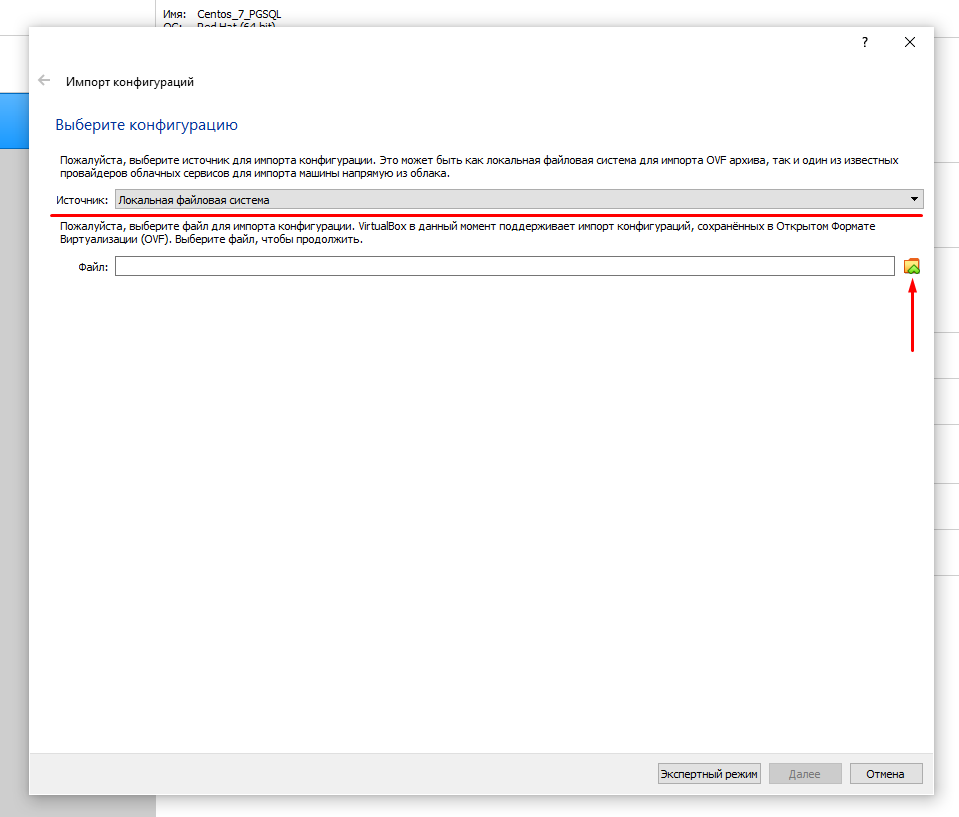 Имя: Centos_7_PGSQL
ОС: Red Hat (64-bit)
?
Импорт конфигураций
Выберите конфигурацию
Пожалуйста, выберите источник для импорта конфигурации. Это может быть как локальная файловая система для импорта OVF архива, так и один из известных
провайдеров облачных сервисов для импорта машины напрямую из облака.
Источник: Локальная файловая система
Пожалуйста, выберите файл для импорта конфигурации. VirtualBox в данный момент поддерживает импорт конфигураций, сохранённых в Открытом Формате
Виртуализации (OVF). Выберите файл, чтобы продолжить.
Файл:
Экспертный режим Далее Отмена